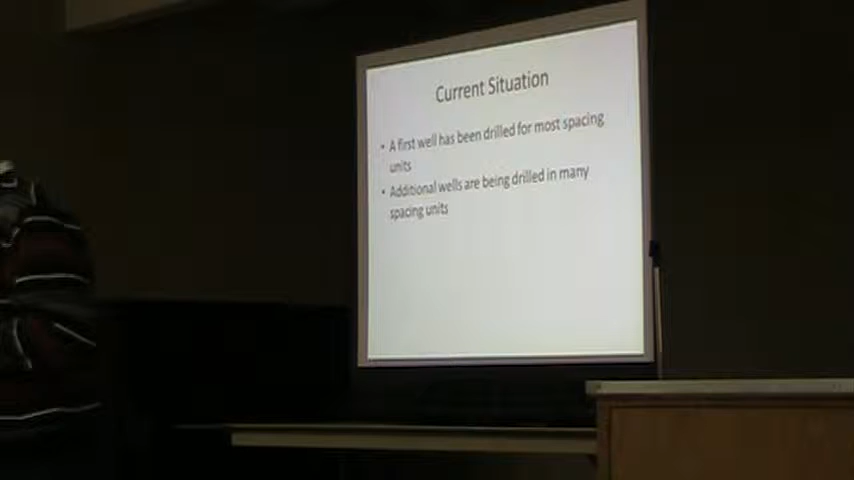 Current Situation
• A first well has been drilled for most spacing
units
• Additional wells are being drilled in many
spacing units